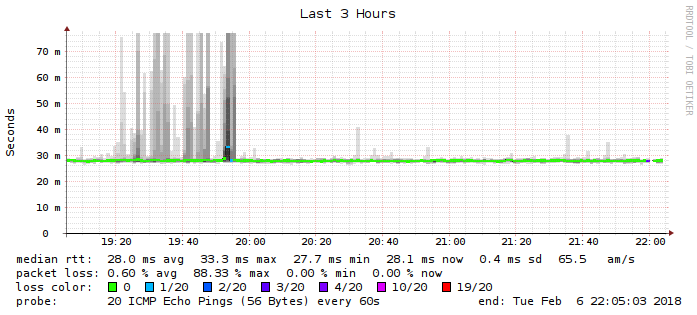 Last 3 Hours
RRDTOOL / TOBI OETIKER
Seconds
70 m
60 m
50 m
40 m
30 m
20 m
10 m
0
19:20 19:40 20:00 20:20 20:40 21:00 21:20 21:40 22:00
median rtt: 28.0 ms avg 33.3 ms max 27.7 ms min 28.1 ms now 0.4 ms sd 65.5 am/s
packet loss: 0.60 % avg 88.33 % max 0.00 % min 0.00 % now
loss color: 0 1/20 2/20 3/20 4/20 10/20 19/20
probe: 20 ICMP Echo Pings (56 Bytes) every 60s end: Tue Feb 6 22:05:03 2018